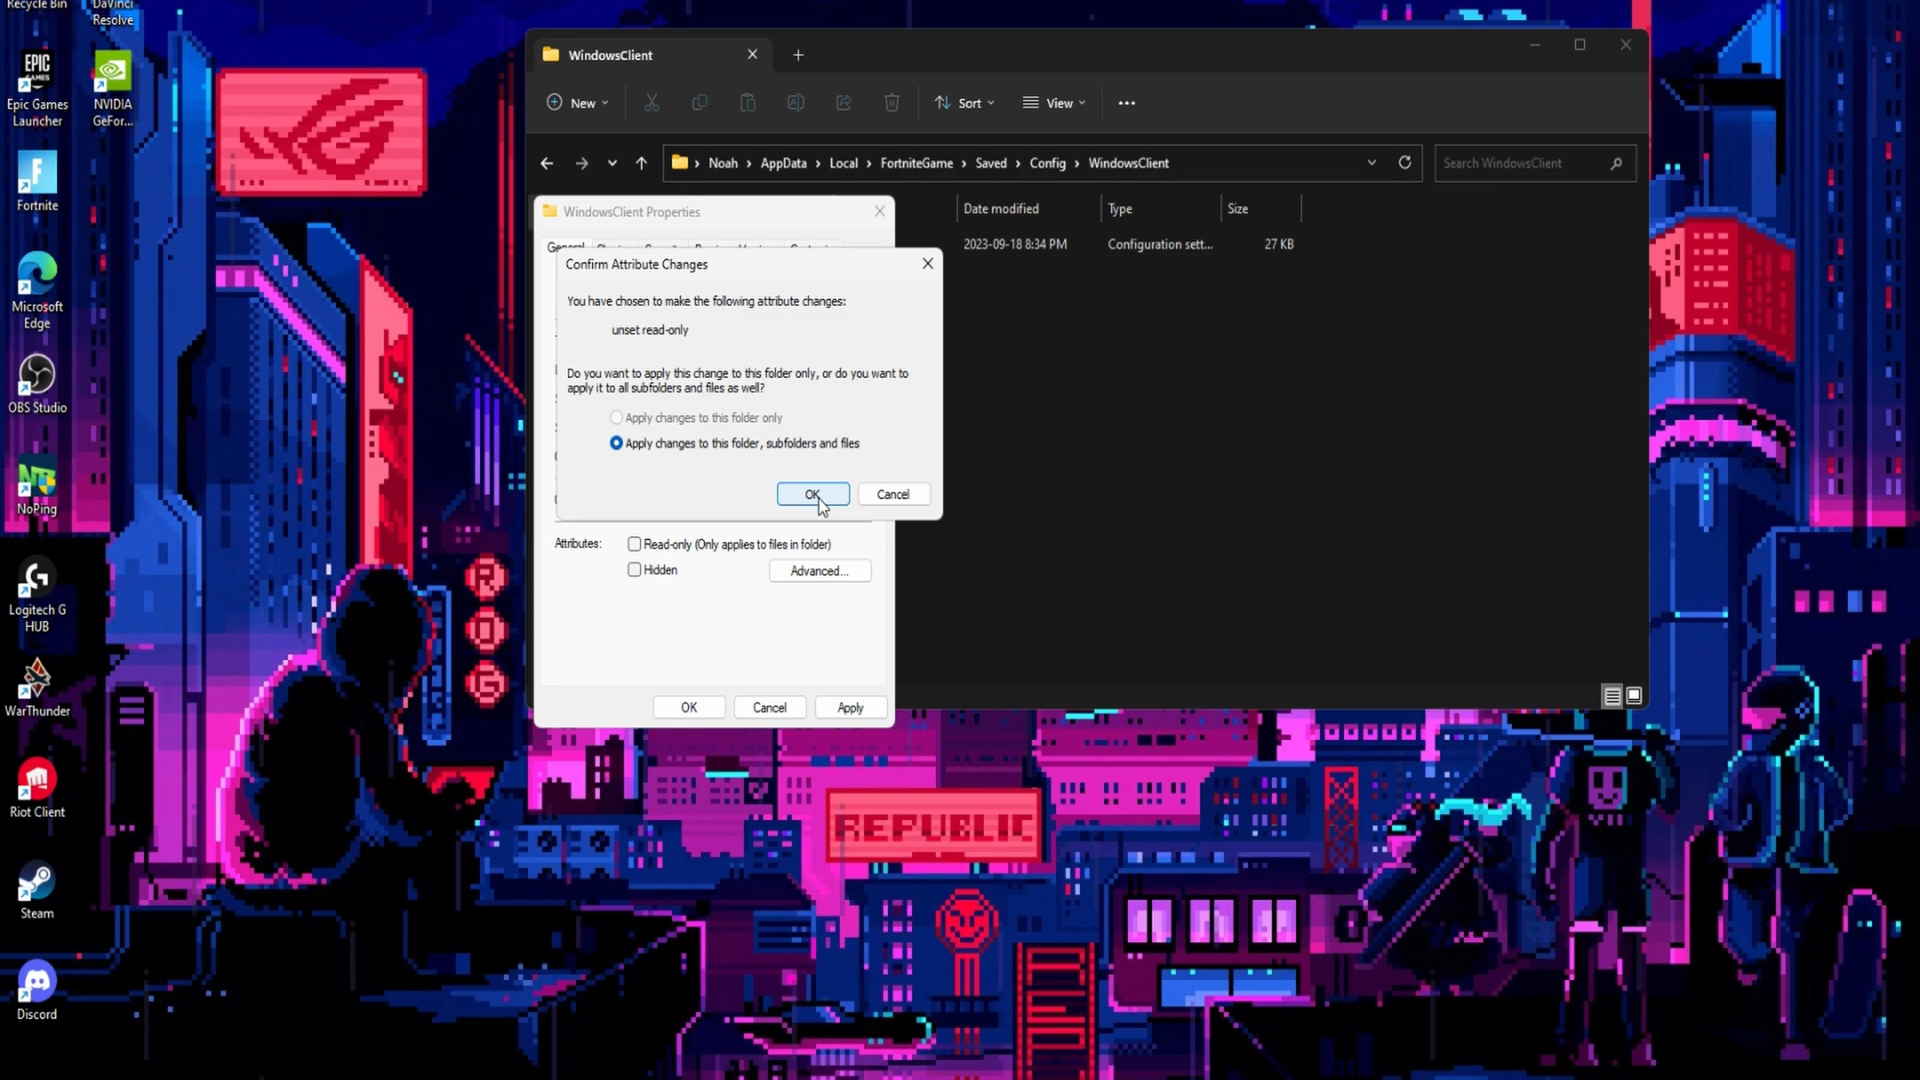 Recycle Bin
DaVinci
Resolve
EPIC
GAMES
Epic Games
Launcher
NVIDIA
GeFor...
Fortnite
Microsoft
Edge
OBS Studio
NoPing
Logitech G
HUB
WarThunder
Riot Client
Steam
Discord
WindowsClient
New
Sort
View
Noah
AppData
Local
FortniteGame
Saved
Config
WindowsClient
Search WindowsClient
Date modified
Type
Size
2023-09-18 8:34 PM
Configuration sett...
27 KB
WindowsClient Properties
General
Confirm Attribute Changes
You have chosen to make the following attribute changes:
unset read-only
Do you want to apply this change to this folder only, or do you want to
apply it to all subfolders and files as well?
Apply changes to this folder only
Apply changes to this folder, subfolders and files
OK
Cancel
Attributes:
Read-only (Only applies to files in folder)
Hidden
Advanced...
OK
Cancel
Apply
R
O
G
REPUBLIC